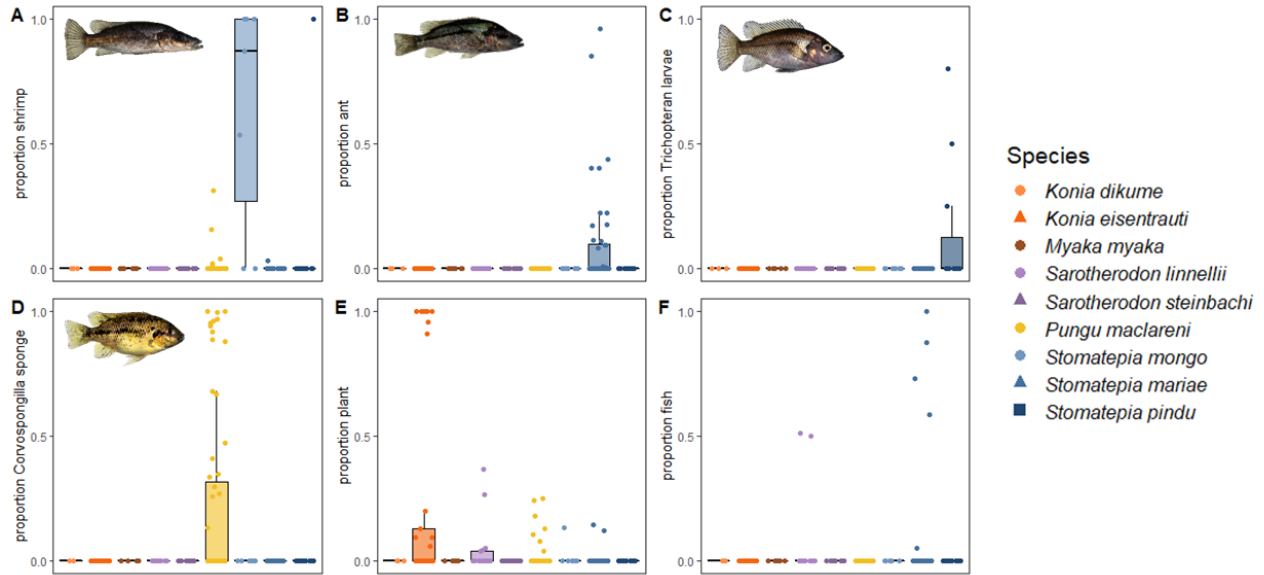 A
proportion shrimp
1.0
0.5
0.0
B
proportion ant
1.0
0.5
0.0
C
proportion Trichopteran larvae
1.0
0.5
0.0
D
proportion Corvospongilla sponge
1.0
0.5
0.0
E
proportion plant
1.0
0.5
0.0
F
proportion fish
1.0
0.5
0.0
Species
Konia dikume
Konia eisentrauti
Myaka myaka
Sarotherodon linnellii
Sarotherodon steinbachi
Pungu maclareni
Stomatepia mongo
Stomatepia mariae
Stomatepia pindu